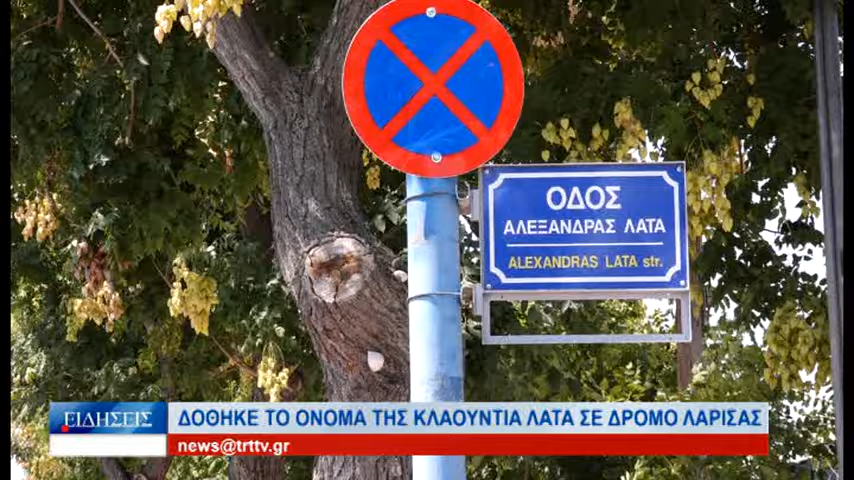 ΟΔΟΣ
ΑΛΕΞΑΝΔΡΑΣ ΛΑΤΑ
ALEXANDRAS LATA str.
ΕΙΔΗΣΕΙΣ
ΔΟΘΗΚΕ ΤΟ ΟΝΟΜΑ ΤΗΣ ΚΛΑΟΥΝΤΙΑ ΛΑΤΑ ΣΕ ΔΡΟΜΟ ΛΑΡΙΣΑΣ
news@trttv.gr